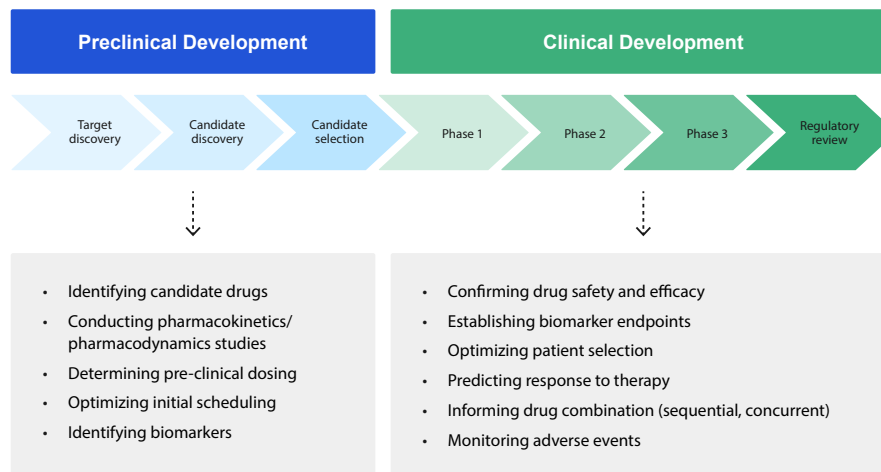 Preclinical Development
Clinical Development
Target
discovery
Candidate
discovery
Candidate
selection
Phase 1
Phase 2
Phase 3
Regulatory
review
• Identifying candidate drugs
• Conducting pharmacokinetics/
pharmacodynamics studies
• Determining pre-clinical dosing
• Optimizing initial scheduling
• Identifying biomarkers
• Confirming drug safety and efficacy
• Establishing biomarker endpoints
• Optimizing patient selection
• Predicting response to therapy
• Informing drug combination (sequential, concurrent)
• Monitoring adverse events